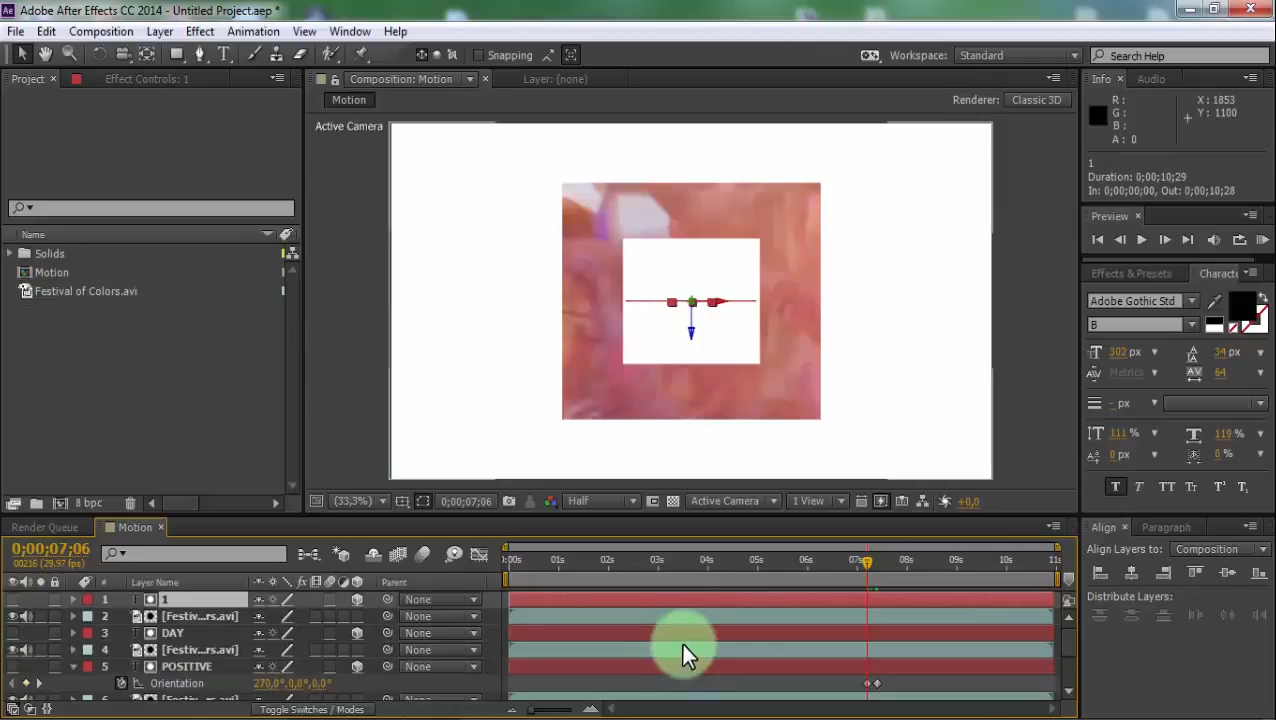 Adobe After Effects CC 2014 - Untitled Project.aep *
File Edit Composition Layer Effect Animation View Window Help
Snapping Workspace: Standard Search Help
Project Effect Controls: 1 Composition: Motion Layer: (none) Info Audio
Motion Renderer: Classic 3D
R: X: 1853
G: Y: 1100
B:
A: 0
Active Camera
1
Duration: 0;00;10;29
In: 0;00;00;00, Out: 0;00;10;28
Preview
Name
Solids
Motion
Festival of Colors.avi
Effects & Presets Charact
Adobe Gothic Std
B
302 px 34 px
Metrics 64
- px
111 % 119 %
0 px 0 %
T T TT Tr T¹ T₁
8 bpc (33,3%) 0;00;07;06 Half Active Camera 1 View +0,0
Render Queue Motion Align Paragraph
0;00;07;06
00216 (29.97 fps)
Align Layers to: Composition
Distribute Layers:
:00s 01s 02s 03s 04s 05s 06s 07s 08s 09s 10s 11s
# Layer Name Parent
1 1 None
2 [Festiv...rs.avi] None
3 DAY None
4 [Festiv...rs.avi] None
5 POSITIVE None
Orientation 270,0°,0,0°,0,0°
Toggle Switches / Modes